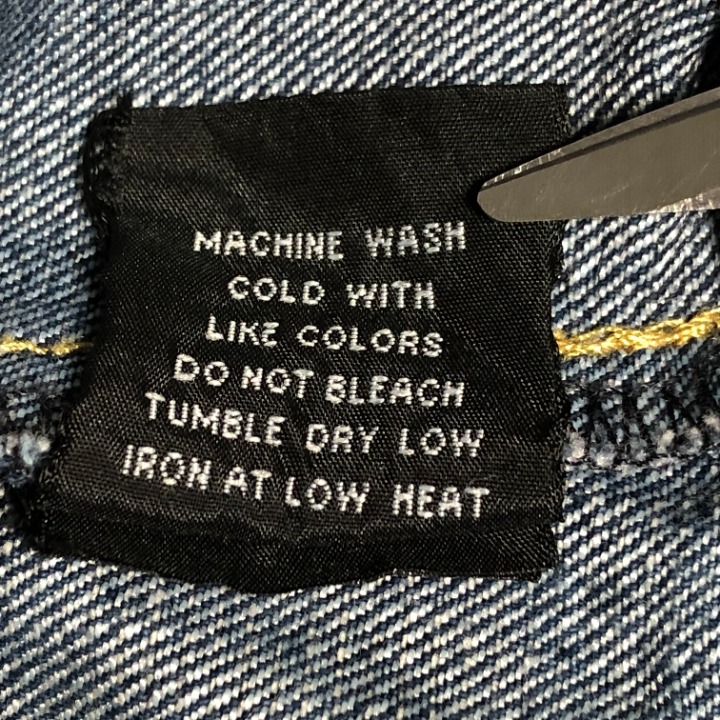 MACHINE WASH
COLD WITH
LIKE COLORS
DO NOT BLEACH
TUMBLE DRY LOW
IRON AT LOW HEAT